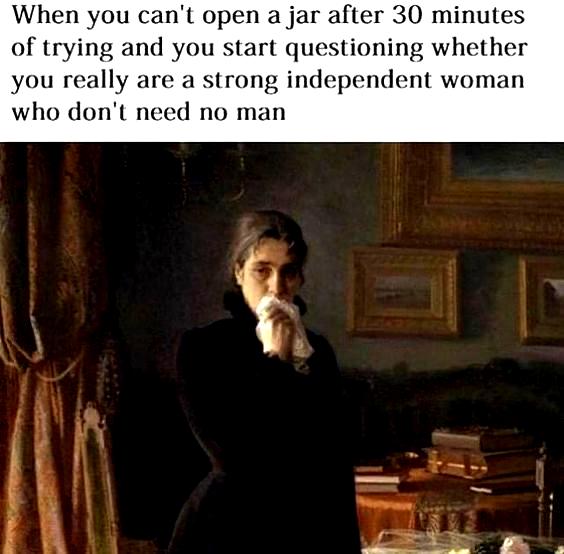 When you can't open a jar after 30 minutes
of trying and you start questioning whether
you really are a strong independent woman
who don't need no man